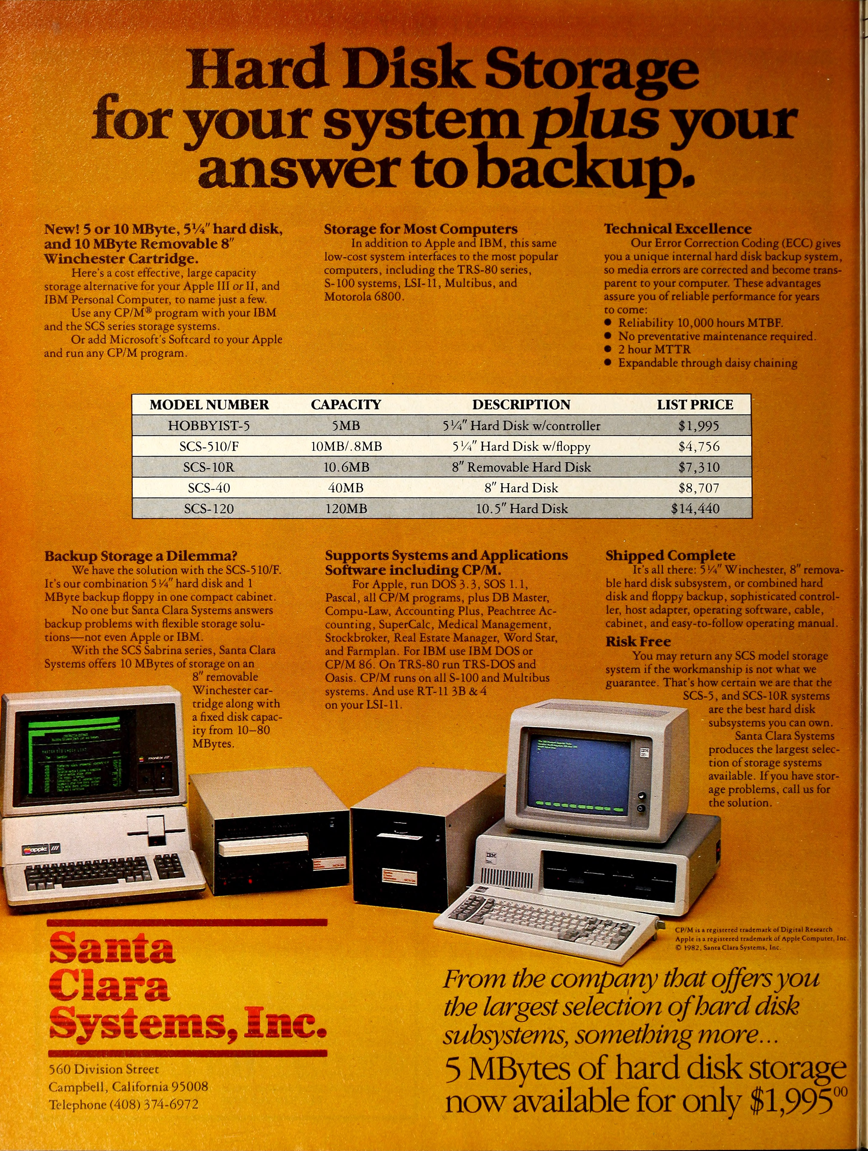 Hard Disk Storage
for your system plus your
answer to backup.
New! 5 or 10 MByte, 5¼″ hard disk,
and 10 MByte Removable 8″
Winchester Cartridge.
Here's a cost effective, large capacity
storage alternative for your Apple III or II, and
IBM Personal Computer, to name just a few.
Use any CP/M® program with your IBM
and the SCS series storage systems.
Or add Microsoft's Softcard to your Apple
and run any CP/M program.
Storage for Most Computers
In addition to Apple and IBM, this same
low-cost system interfaces to the most popular
computers, including the TRS-80 series,
S-100 systems, LSI-11, Multibus, and
Motorola 6800.
Technical Excellence
Our Error Correction Coding (ECC) gives
you a unique internal hard disk backup system,
so media errors are corrected and become trans-
parent to your computer. These advantages
assure you of reliable performance for years
to come:
● Reliability 10,000 hours MTBF.
● No preventative maintenance required.
● 2 hour MTTR
● Expandable through daisy chaining
MODEL NUMBER CAPACITY DESCRIPTION LIST PRICE
HOBBYIST-5 5MB 5¼″ Hard Disk w/controller $1,995
SCS-510/F 10MB/.8MB 5¼″ Hard Disk w/floppy $4,756
SCS-10R 10.6MB 8″ Removable Hard Disk $7,310
SCS-40 40MB 8″ Hard Disk $8,707
SCS-120 120MB 10.5″ Hard Disk $14,440
Backup Storage a Dilemma?
We have the solution with the SCS-510/F.
It's our combination 5¼″ hard disk and 1
MByte backup floppy in one compact cabinet.
No one but Santa Clara Systems answers
backup problems with flexible storage solu-
tions—not even Apple or IBM.
With the SCS Sabrina series, Santa Clara
Systems offers 10 MBytes of storage on an
8″ removable
Winchester car-
tridge along with
a fixed disk capac-
ity from 10–80
MBytes.
Supports Systems and Applications
Software including CP/M.
For Apple, run DOS 3.3, SOS 1.1,
Pascal, all CP/M programs, plus DB Master,
Compu-Law, Accounting Plus, Peachtree Ac-
counting, SuperCalc, Medical Management,
Stockbroker, Real Estate Manager, Word Star,
and Farmplan. For IBM use IBM DOS or
CP/M 86. On TRS-80 run TRS-DOS and
Oasis. CP/M runs on all S-100 and Multibus
systems. And use RT-11 3B & 4
on your LSI-11.
Shipped Complete
It's all there: 5¼″ Winchester, 8″ remova-
ble hard disk subsystem, or combined hard
disk and floppy backup, sophisticated control-
ler, host adapter, operating software, cable,
cabinet, and easy-to-follow operating manual.
Risk Free
You may return any SCS model storage
system if the workmanship is not what we
guarantee. That's how certain we are that the
SCS-5, and SCS-10R systems
are the best hard disk
subsystems you can own.
Santa Clara Systems
produces the largest selec-
tion of storage systems
available. If you have stor-
age problems, call us for
the solution.
apple ///
IBM
CP/M is a registered trademark of Digital Research
Apple is a registered trademark of Apple Computer, Inc.
© 1982, Santa Clara Systems, Inc.
Santa
Clara
Systems, Inc.
560 Division Street
Campbell, California 95008
Telephone (408) 374-6972
From the company that offers you
the largest selection of hard disk
subsystems, something more...
5 MBytes of hard disk storage
now available for only $1,995⁰⁰